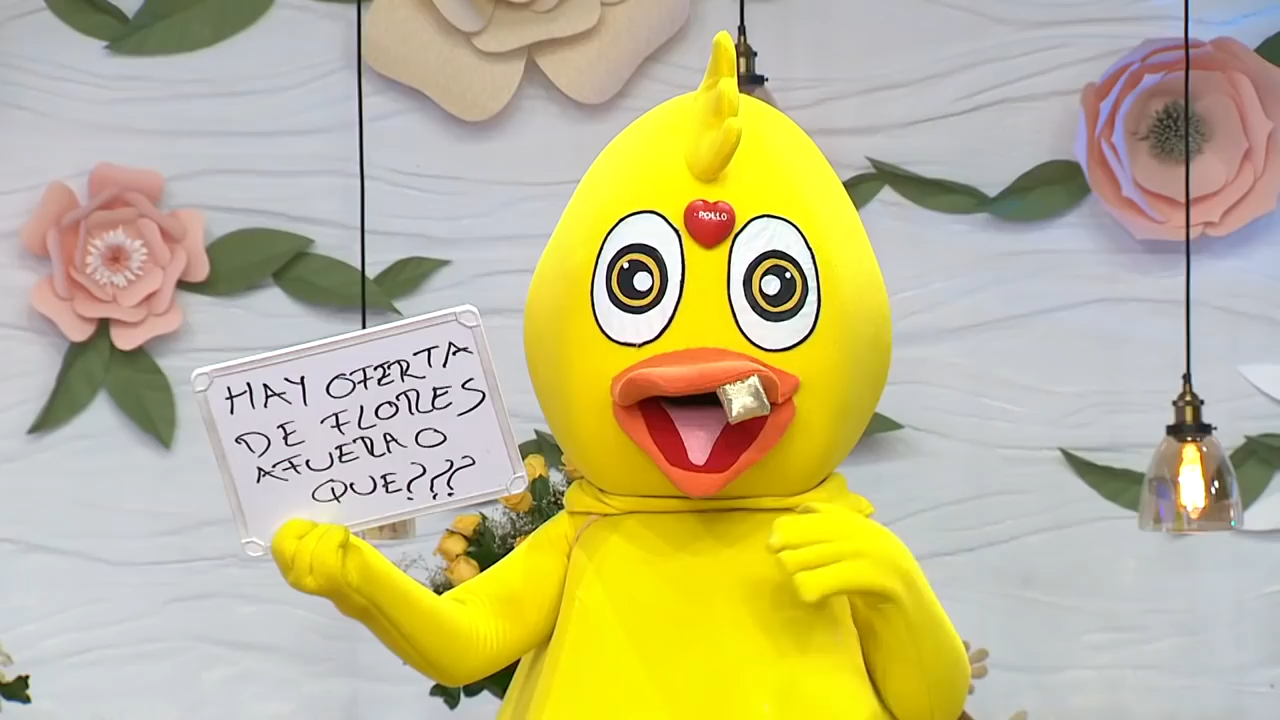 POLLO
HAY OFERTA
DE FLORES
AFUERA O
QUE???